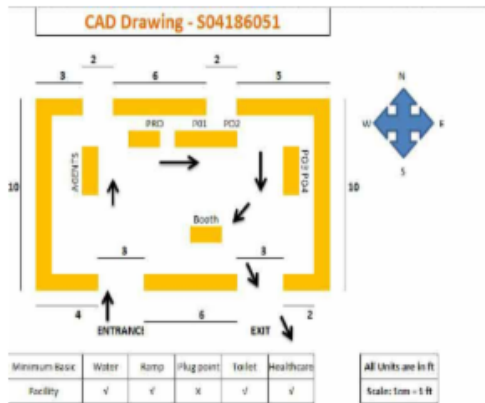 CAD Drawing - S04186051
2 2
3 6 5
N
PRO P01 PO2
W E
AGENTS
PO3 PO4
S
10 10
Booth
3 3
4 6 2
ENTRANCE EXIT
Minimum Basic Water Ramp Plug point Toilet Healthcare
Facility √ √ X √ √
All Units are in ft
Scale: 1cm = 1 ft